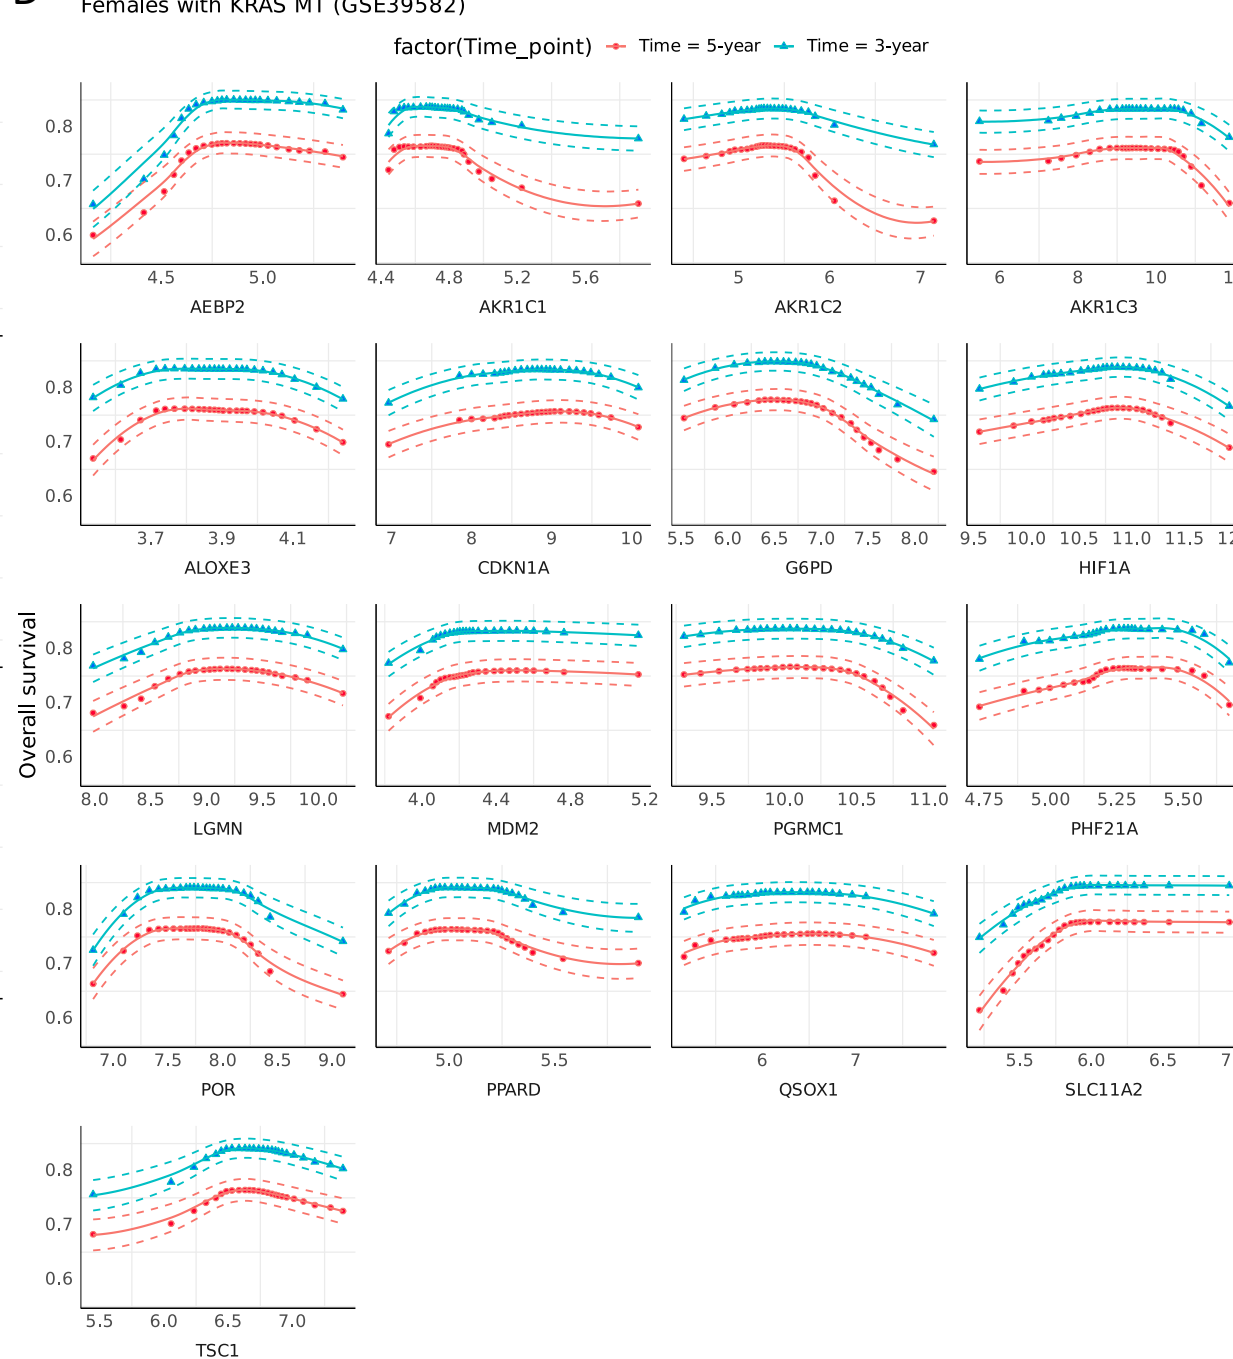 Females with KRAS MT (GSE39582)
factor(Time_point) Time = 5-year Time = 3-year
0.8
0.7
0.6
4.5 5.0
AEBP2
4.4 4.8 5.2 5.6
AKR1C1
5 6 7
AKR1C2
6 8 10
AKR1C3
0.8
0.7
0.6
3.7 3.9 4.1
ALOXE3
7 8 9 10
CDKN1A
5.5 6.0 6.5 7.0 7.5 8.0
G6PD
9.5 10.0 10.5 11.0 11.5
HIF1A
Overall survival
0.8
0.7
0.6
8.0 8.5 9.0 9.5 10.0
LGMN
4.0 4.4 4.8 5.2
MDM2
9.5 10.0 10.5 11.0
PGRMC1
4.75 5.00 5.25 5.50
PHF21A
0.8
0.7
0.6
7.0 7.5 8.0 8.5 9.0
POR
5.0 5.5
PPARD
6 7
QSOX1
5.5 6.0 6.5
SLC11A2
0.8
0.7
0.6
5.5 6.0 6.5 7.0
TSC1